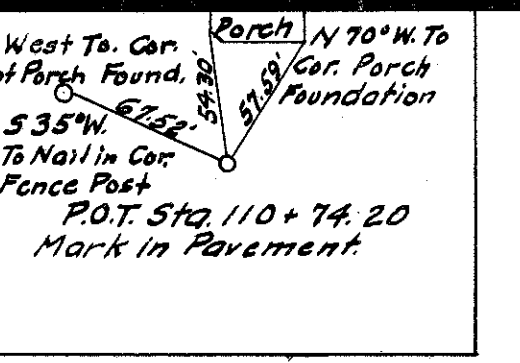 Porch
West To. Cor.
of Porch Found.
N 70° W. To
Cor. Porch
Foundation
54.30'
57.59'
67.52'
S 35° W.
To Nail in Cor.
Fence Post
P.O.T. Sta. 110 + 74.20
Mark in Pavement.